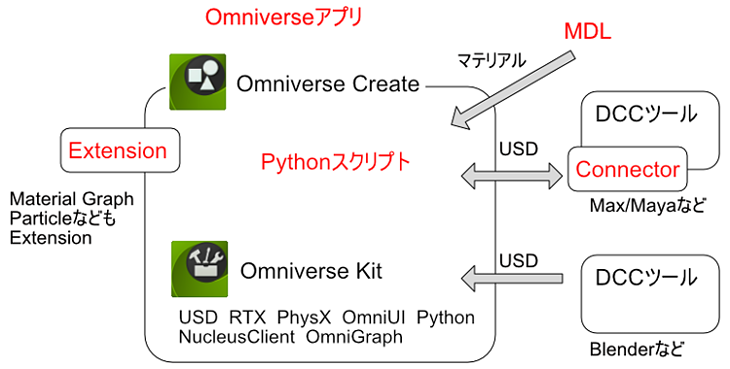 Omniverseアプリ
MDL
マテリアル
Omniverse Create
DCCツール
Extension
Pythonスクリプト
USD
Connector
Material Graph
Particleなども
Extension
Max/Mayaなど
Omniverse Kit
USD
DCCツール
USD RTX PhysX OmniUI Python
NucleusClient OmniGraph
Blenderなど